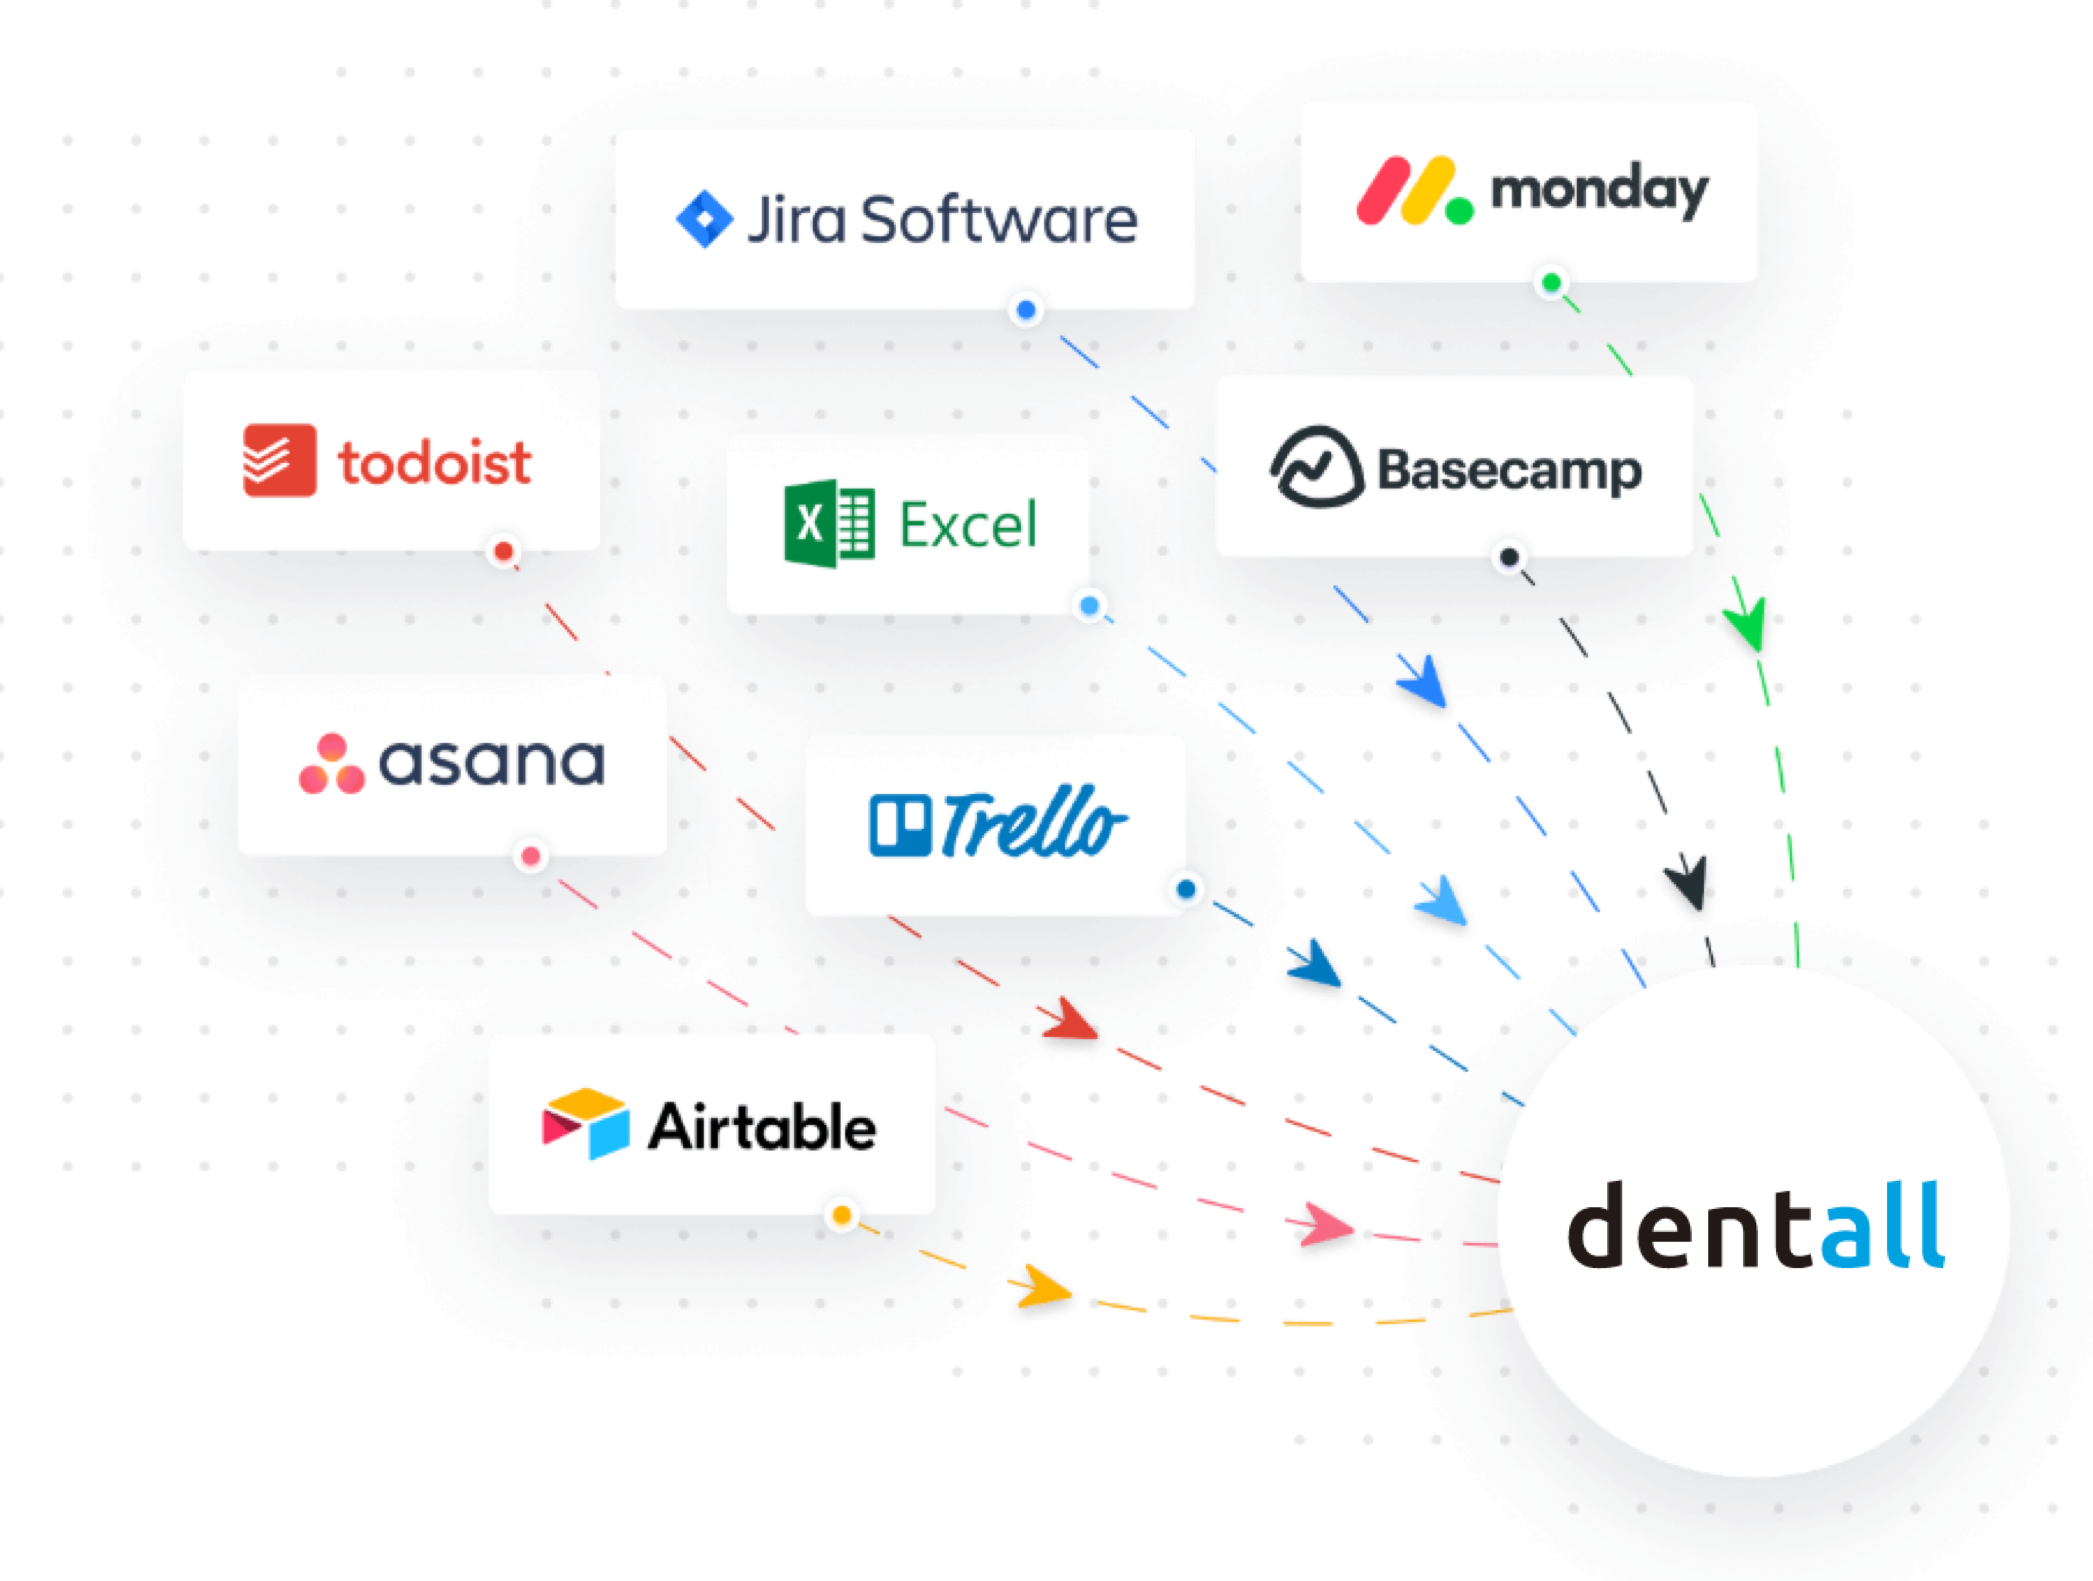 monday
Jira Software
todoist
Basecamp
Excel
asana
Trello
Airtable
dentall